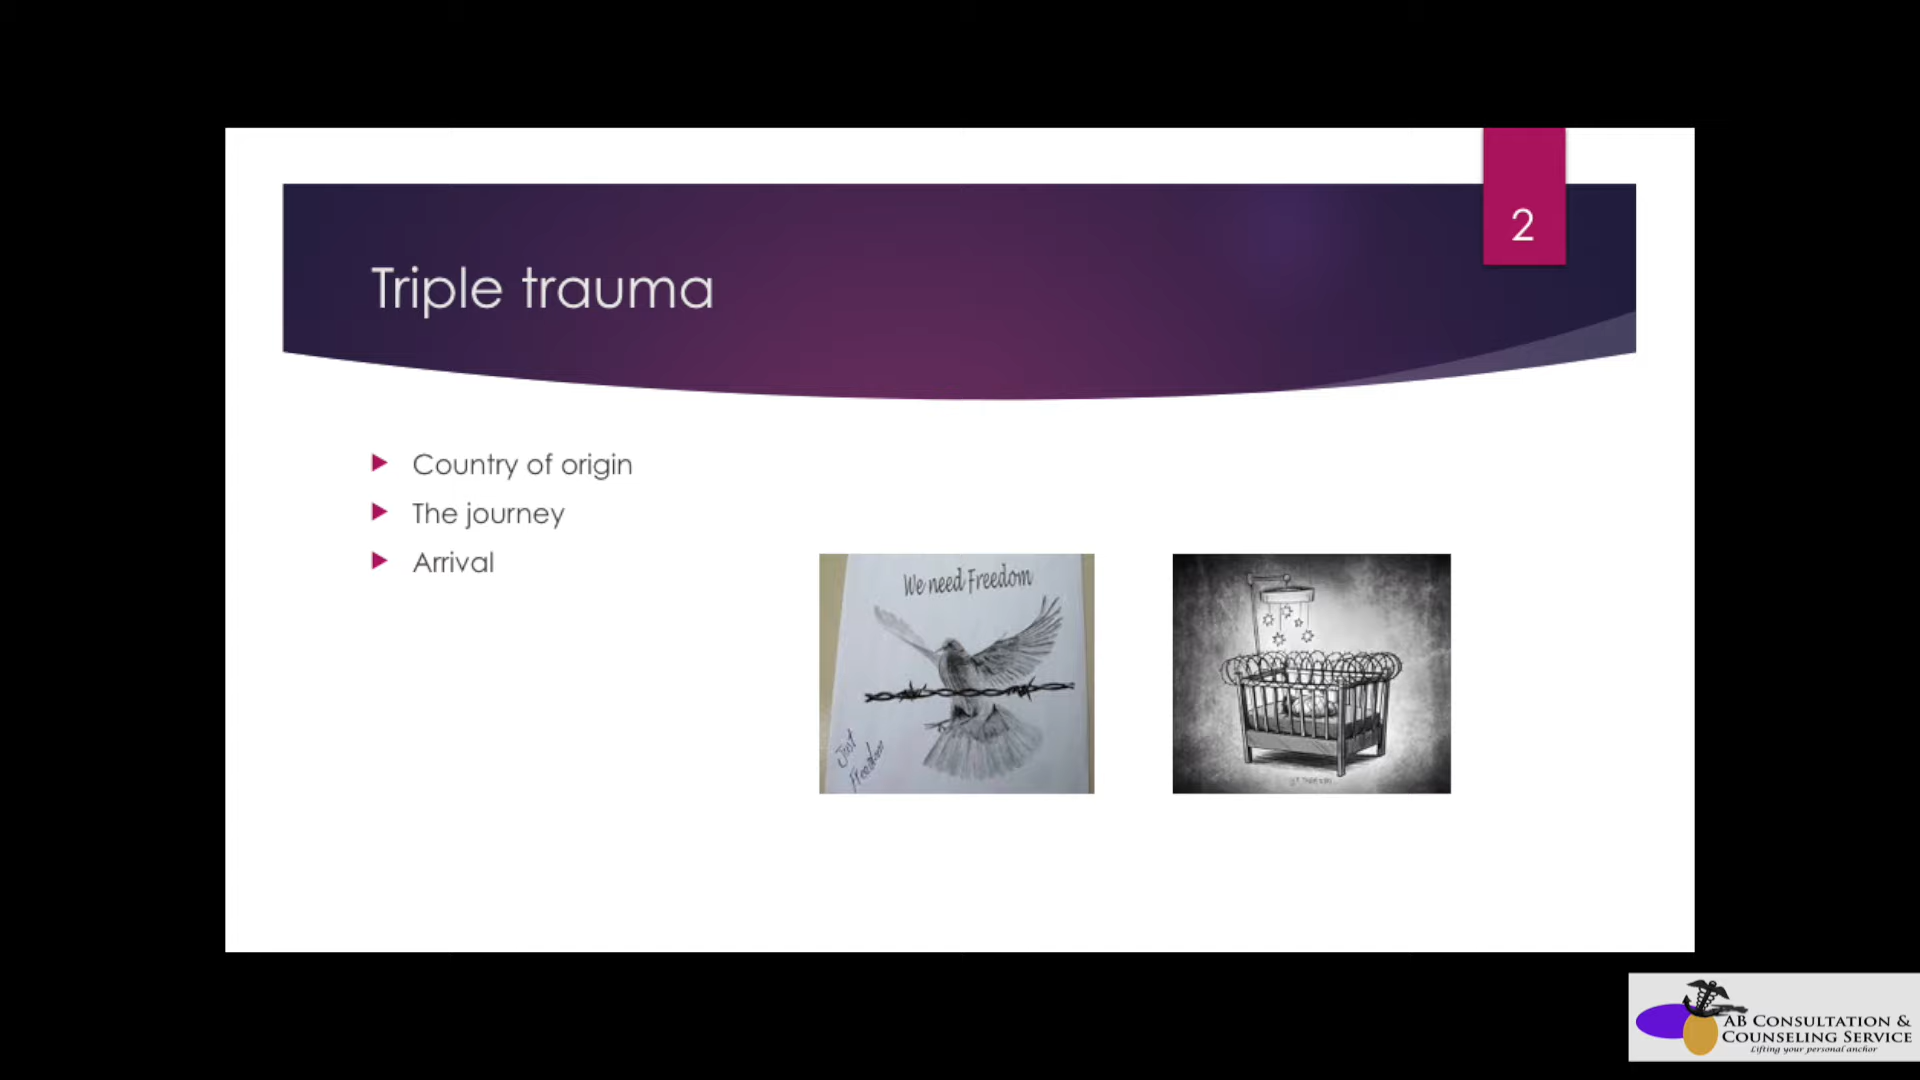 2
Triple trauma
Country of origin
The journey
Arrival
We need Freedom
Just
Freedom
AB CONSULTATION &
COUNSELING SERVICE
Lifting your personal anchor